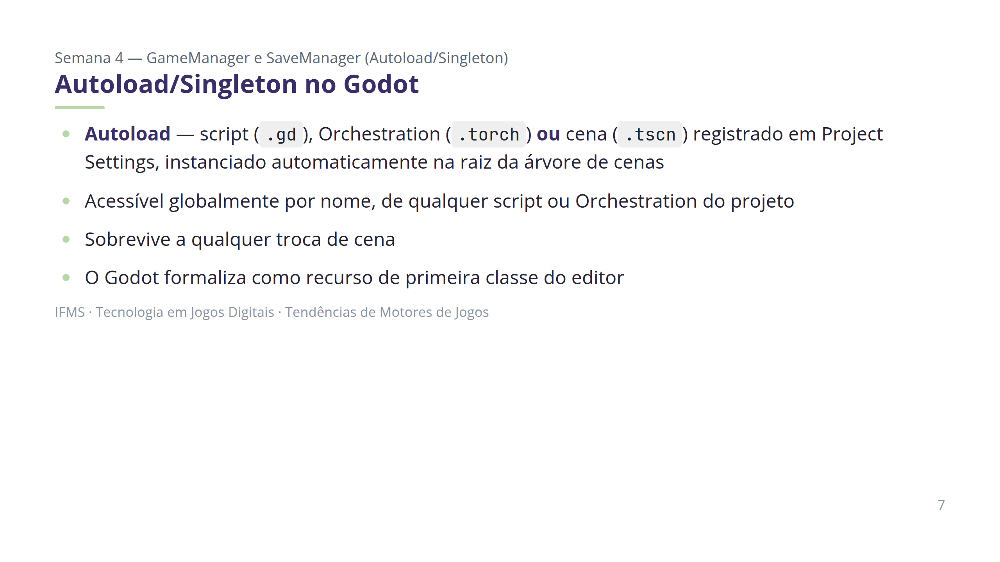 Semana 4 — GameManager e SaveManager (Autoload/Singleton)
Autoload/Singleton no Godot
Autoload — script (.gd), Orchestration (.torch) ou cena (.tscn) registrado em Project
Settings, instanciado automaticamente na raiz da árvore de cenas
Acessível globalmente por nome, de qualquer script ou Orchestration do projeto
Sobrevive a qualquer troca de cena
O Godot formaliza como recurso de primeira classe do editor
IFMS · Tecnologia em Jogos Digitais · Tendências de Motores de Jogos
7